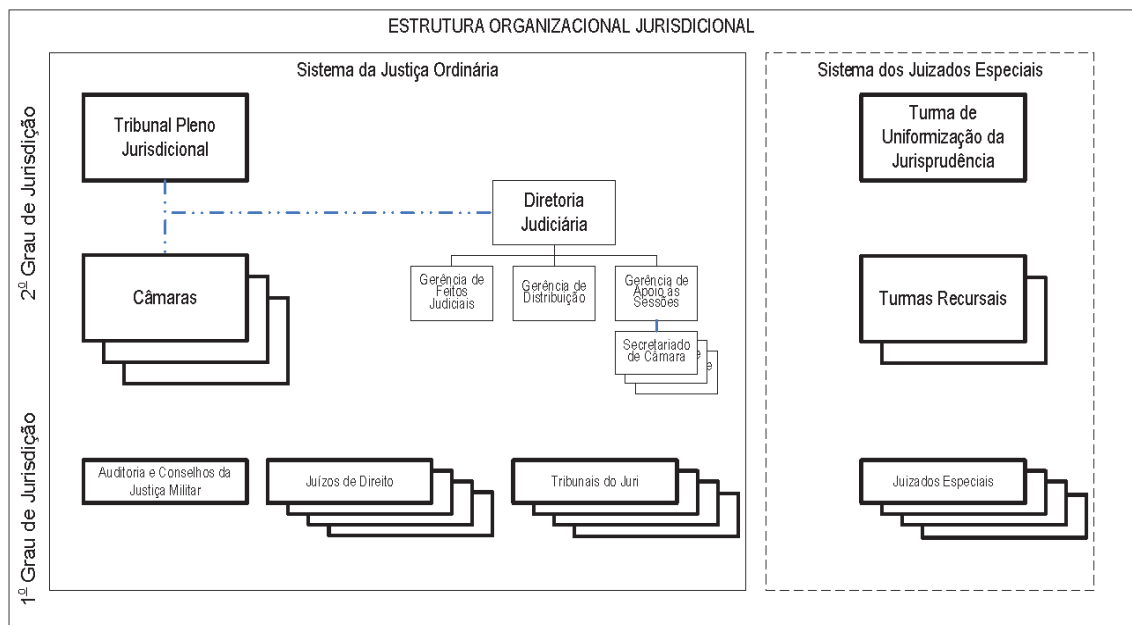 ESTRUTURA ORGANIZACIONAL JURISDICIONAL
Sistema da Justiça Ordinária
Sistema dos Juizados Especiais
2º Grau de Jurisdição
Tribunal Pleno
Jurisdicional
Turma de
Uniformização da
Jurisprudência
Diretoria
Judiciária
Câmaras
Gerência de
Feitos
Judiciais
Gerência de
Distribuição
Gerência de
Apoio às
Sessões
Secretariado
de Câmara
e
e
Turmas Recursais
1º Grau de Jurisdição
Auditoria e Conselhos da
Justiça Militar
Juízos de Direito
Tribunais do Juri
Juizados Especiais